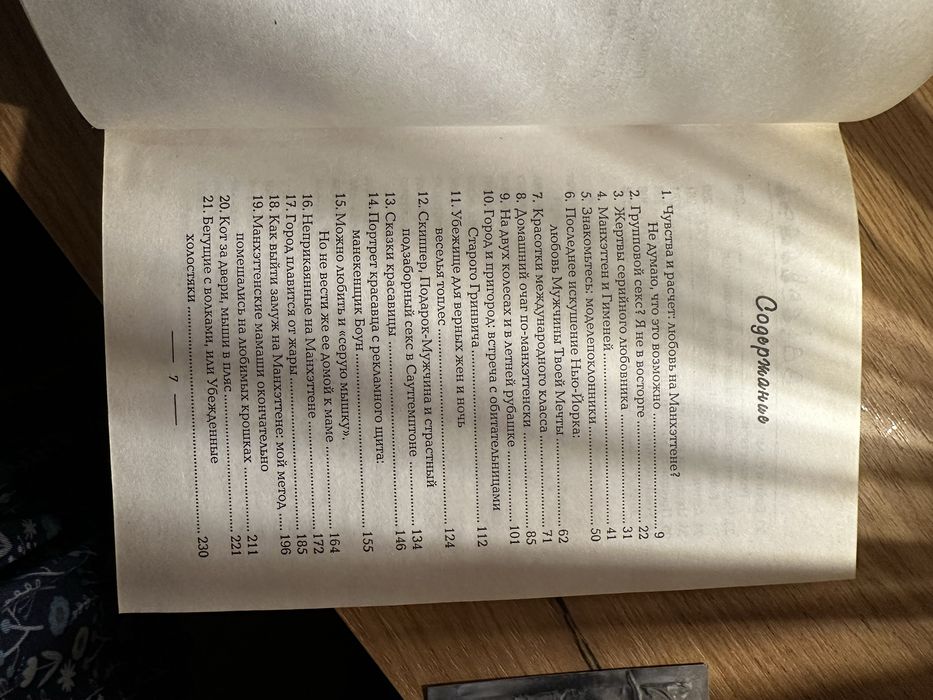 Содержание
1. Чувства и расчет: любовь на Манхэттене?
Не думаю, что это возможно ........ 9
2. Групповой секс? Я не в восторге ........ 22
3. Жертвы серийного любовника ........ 31
4. Манхэттен и Гименей ........ 41
5. Знакомьтесь: моделепоклонники ........ 50
6. Последнее искушение Нью-Йорка:
любовь Мужчины Твоей Мечты ........ 62
7. Красотки международного класса ........ 71
8. Домашний очаг по-манхэттенски ........ 85
9. На двух колесах и в летней рубашке ........ 101
10. Город и пригород: встреча с обитательницами
Старого Гринвича ........ 112
11. Убежище для верных жен и ночь
веселья топлес ........ 124
12. Скиппер, Подарок-Мужчина и страстный
подзаборный секс в Саутгемптоне ........ 134
13. Сказки красавицы ........ 146
14. Портрет красавца с рекламного щита:
манекенщик Боун ........ 155
15. Можно любить и «серую мышку»,
Но не вести же ее домой к маме ........ 164
16. Неприкаянные на Манхэттене ........ 172
17. Город плавится от жары ........ 185
18. Как выйти замуж на Манхэттене: мой метод .... 196
19. Манхэттенские мамаши окончательно
помешались на любимых крошках ........ 211
20. Кот за двери, мыши в пляс ........ 221
21. Бегущие с волками, или Убежденные
холостяки ........ 230
7